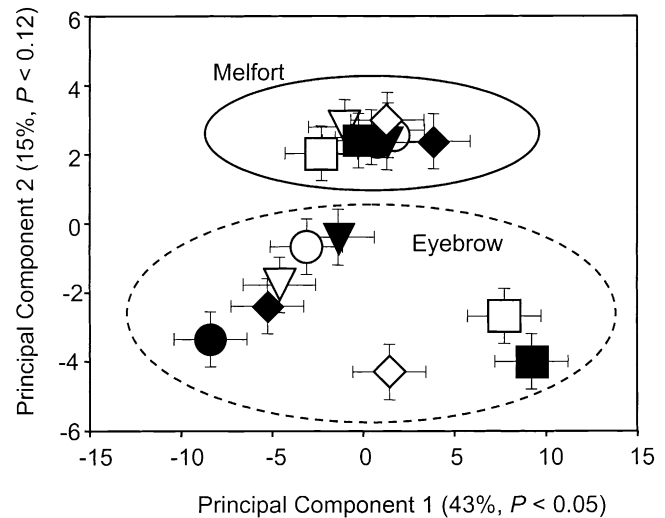 6
4
2
0
-2
-4
-6
Principal Component 2 (15%, P < 0.12)
Melfort
Eyebrow
-15 -10 -5 0 5 10 15
Principal Component 1 (43%, P < 0.05)